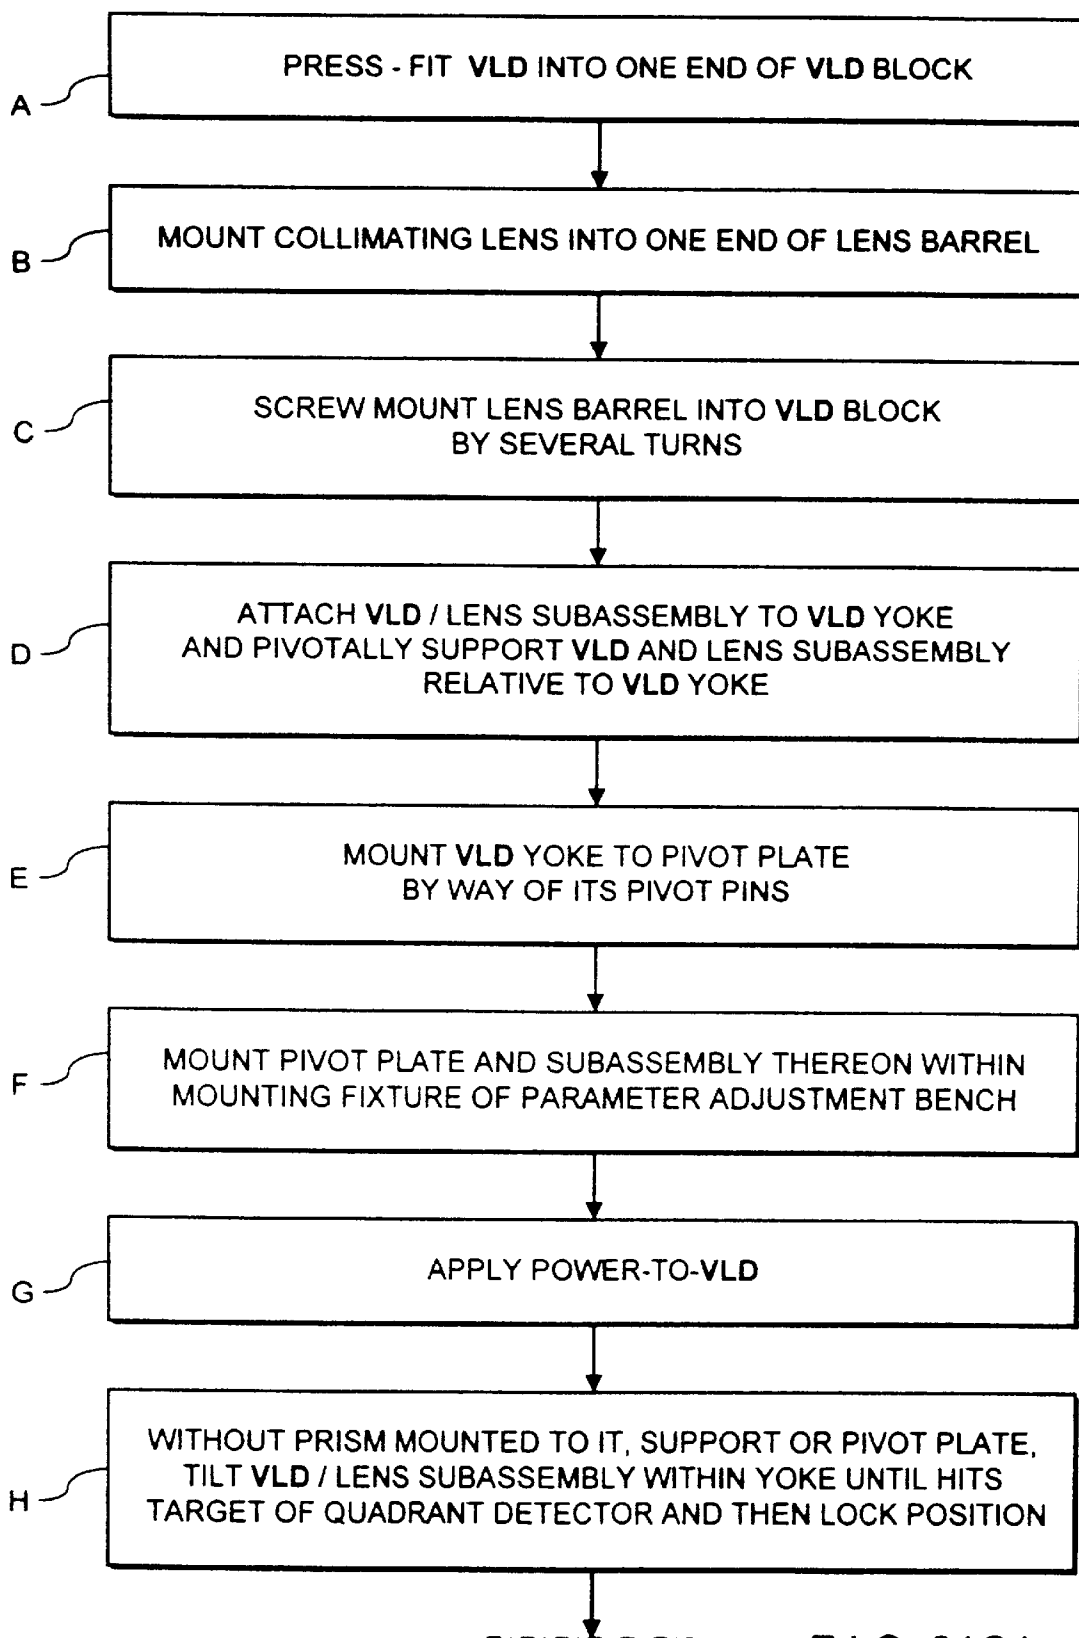 A
PRESS - FIT VLD INTO ONE END OF VLD BLOCK
B
MOUNT COLLIMATING LENS INTO ONE END OF LENS BARREL
C
SCREW MOUNT LENS BARREL INTO VLD BLOCK
BY SEVERAL TURNS
D
ATTACH VLD / LENS SUBASSEMBLY TO VLD YOKE
AND PIVOTALLY SUPPORT VLD AND LENS SUBASSEMBLY
RELATIVE TO VLD YOKE
E
MOUNT VLD YOKE TO PIVOT PLATE
BY WAY OF ITS PIVOT PINS
F
MOUNT PIVOT PLATE AND SUBASSEMBLY THEREON WITHIN
MOUNTING FIXTURE OF PARAMETER ADJUSTMENT BENCH
G
APPLY POWER-TO-VLD
H
WITHOUT PRISM MOUNTED TO IT, SUPPORT OR PIVOT PLATE,
TILT VLD / LENS SUBASSEMBLY WITHIN YOKE UNTIL HITS
TARGET OF QUADRANT DETECTOR AND THEN LOCK POSITION